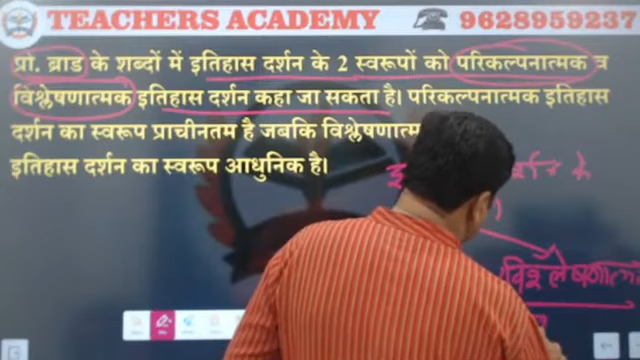 TEACHERS ACADEMY 9628959237
प्रो. ब्राड के शब्दों में इतिहास दर्शन के 2 स्वरूपों को परिकल्पनात्मक व
विश्लेषणात्मक इतिहास दर्शन कहा जा सकता है। परिकल्पनात्मक इतिहास
दर्शन का स्वरूप प्राचीनतम है जबकि
इतिहास दर्शन का स्वरूप आधुनिक है।
के